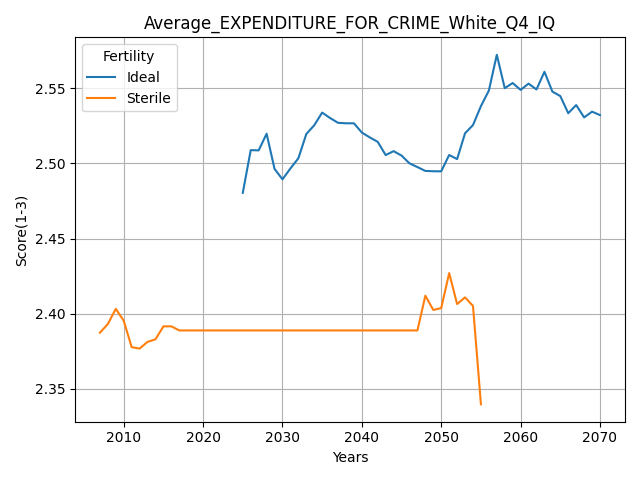 Average_EXPENDITURE_FOR_CRIME_White_Q4_IQ
Fertility
Ideal
Sterile
Score(1-3)
2.55
2.50
2.45
2.40
2.35
2010 2020 2030 2040 2050 2060 2070
Years